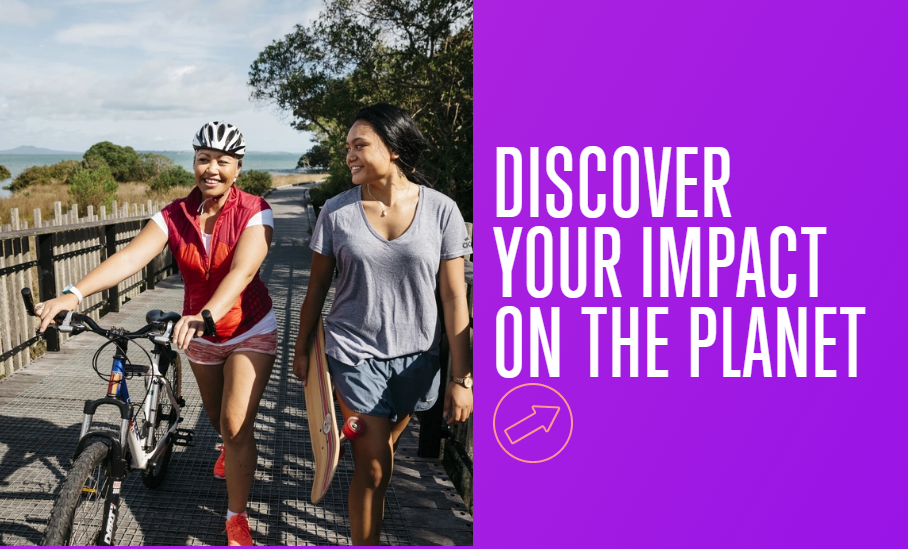 DISCOVER
YOUR IMPACT
ON THE PLANET